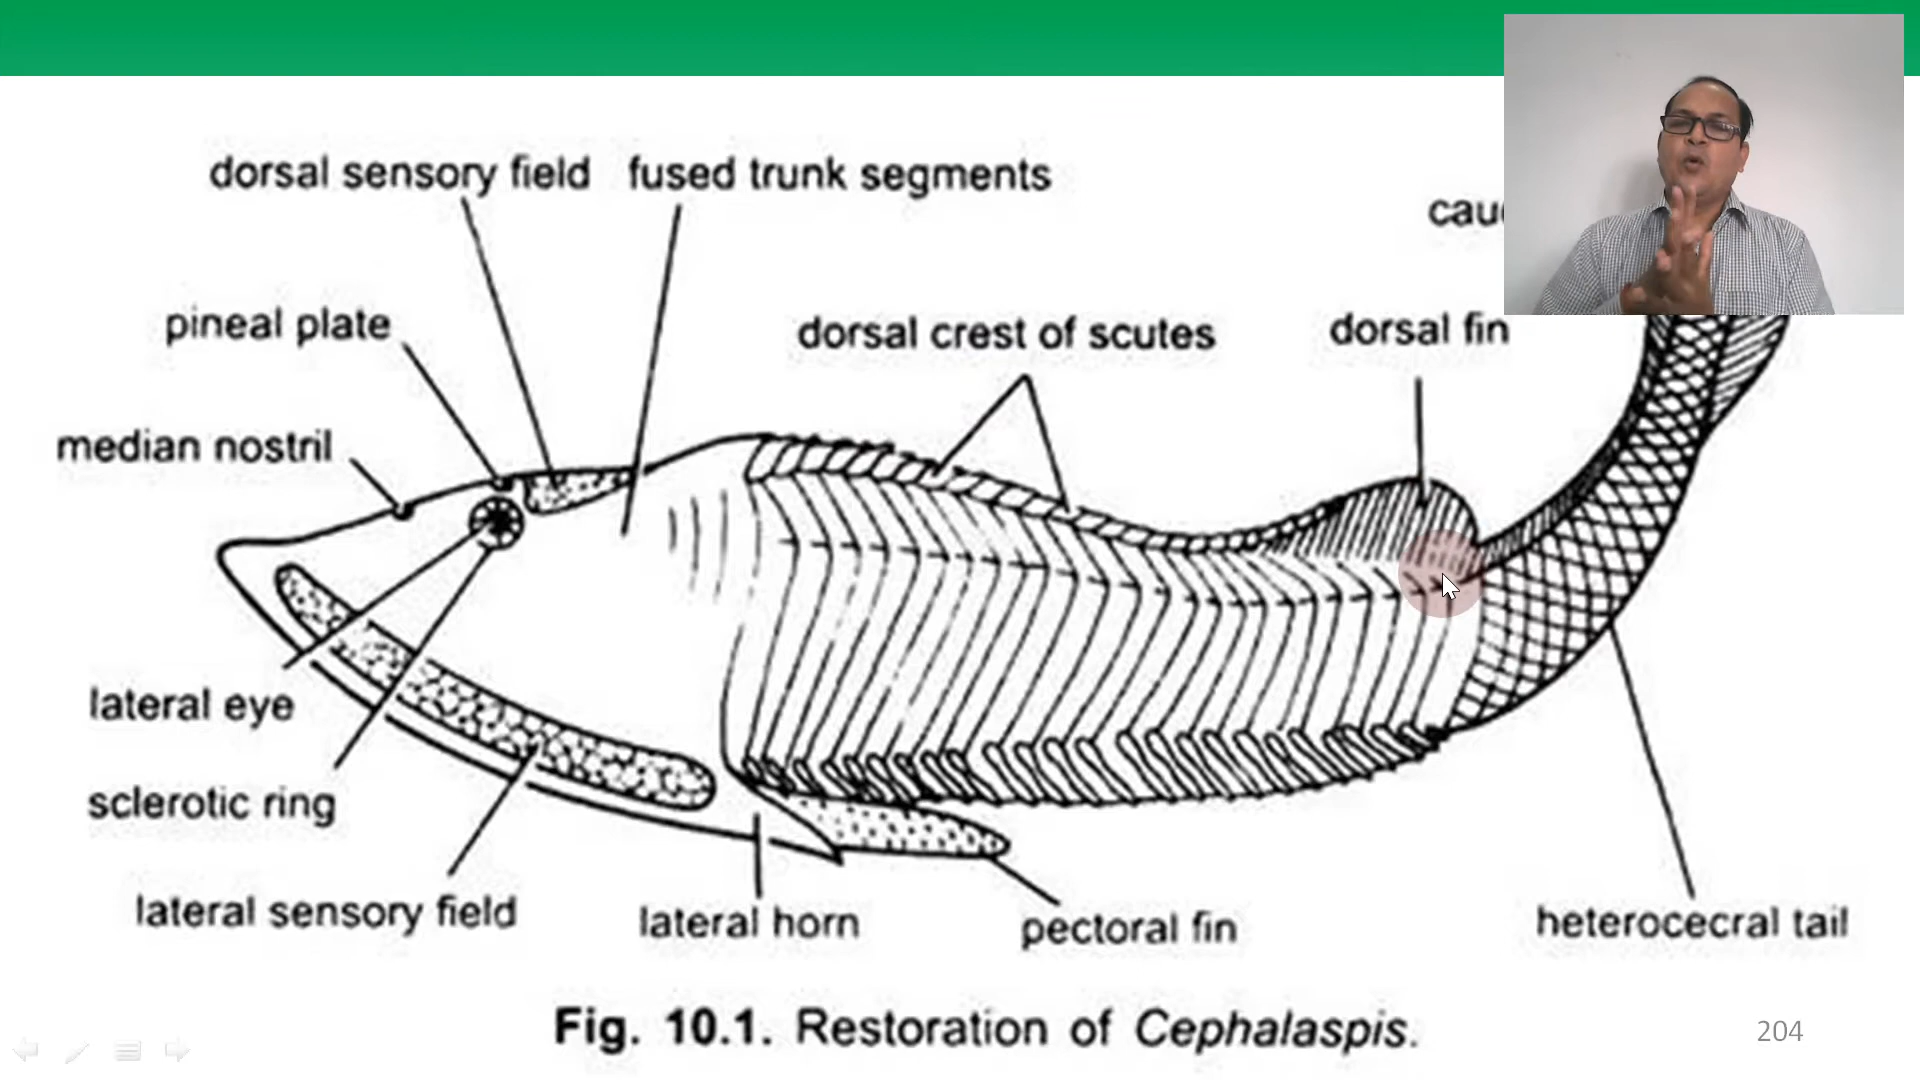 dorsal sensory field fused trunk segments
pineal plate
dorsal crest of scutes
dorsal fin
median nostril
lateral eye
sclerotic ring
lateral sensory field
lateral horn
pectoral fin
heterocecral tail
Fig. 10.1. Restoration of Cephalaspis.
204